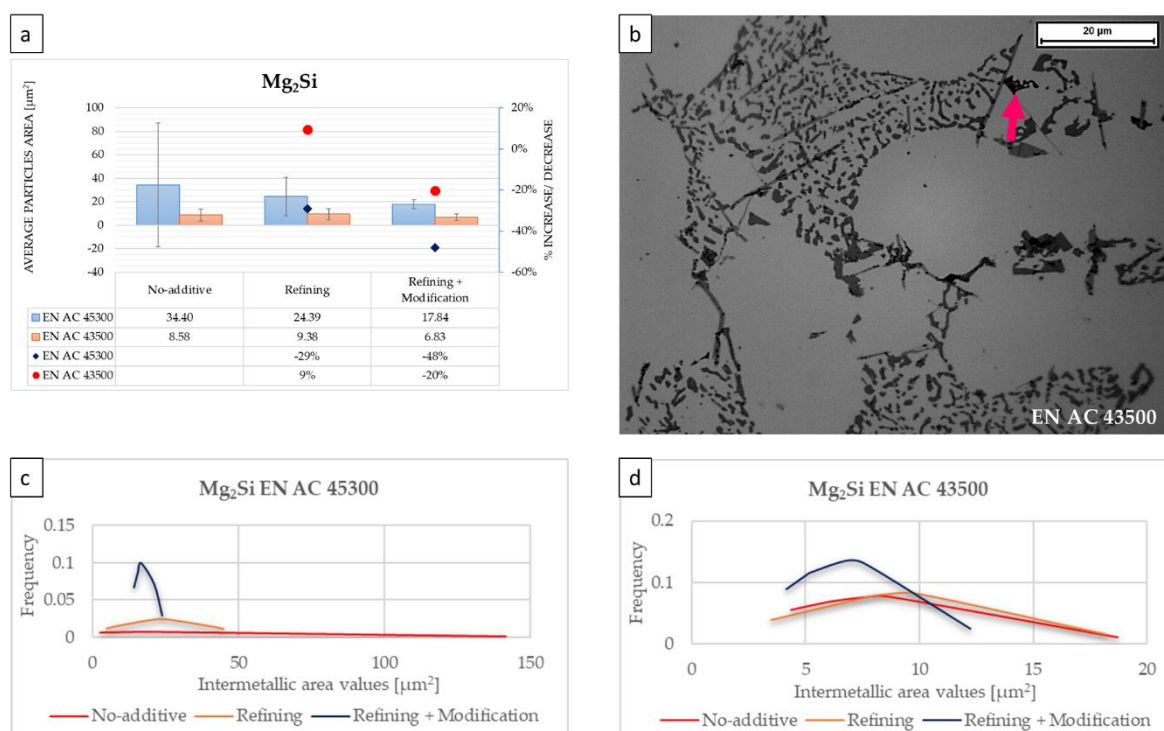 a
Mg₂Si
AVERAGE PARTICLES AREA [µm²]
100
80
60
40
20
0
-20
-40
20%
0%
-20%
-40%
-60%
% INCREASE/ DECREASE
No-additive Refining Refining +
Modification
EN AC 45300 34.40 24.39 17.84
EN AC 43500 8.58 9.38 6.83
EN AC 45300 -29% -48%
EN AC 43500 9% -20%
b
20 µm
EN AC 43500
c
Mg₂Si EN AC 45300
Frequency
0.15
0.1
0.05
0
0 50 100 150
Intermetallic area values [µm²]
No-additive Refining Refining + Modification
d
Mg₂Si EN AC 43500
Frequency
0.2
0.1
0
0 5 10 15 20
Intermetallic area values [µm²]
No-additive Refining Refining + Modification